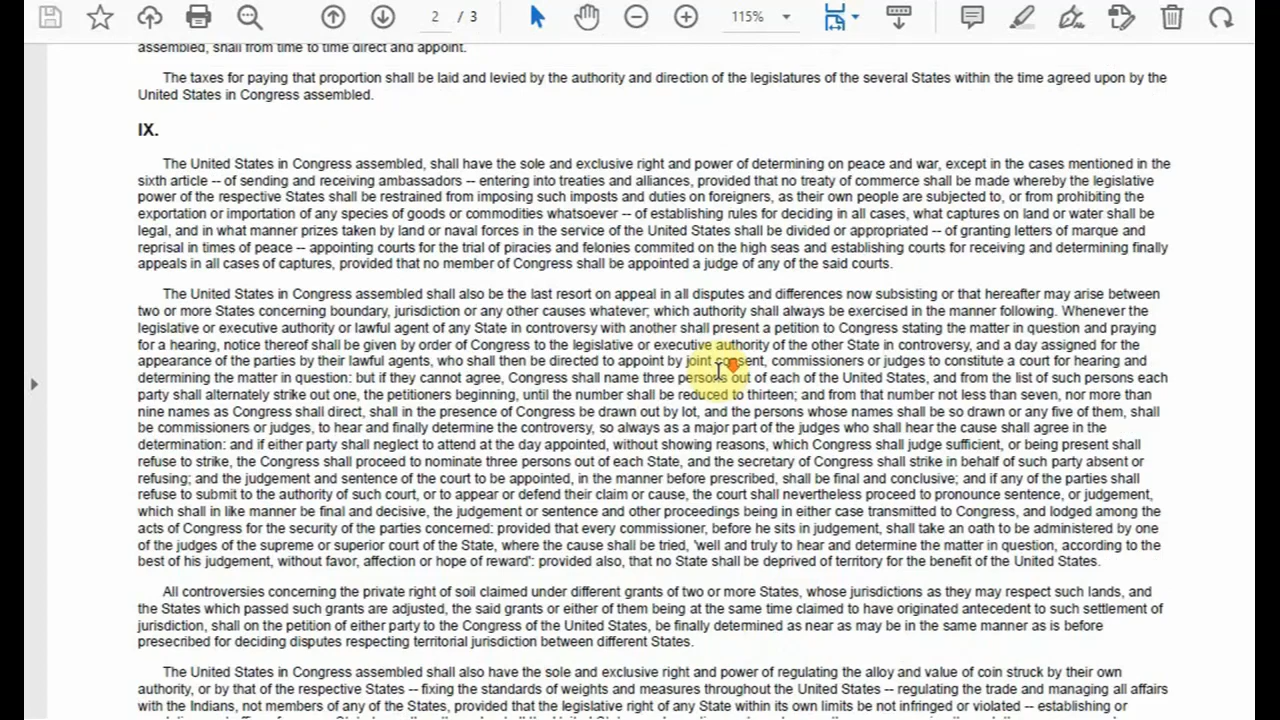 2 / 3
115%
assembled, shall from time to time direct and appoint.
The taxes for paying that proportion shall be laid and levied by the authority and direction of the legislatures of the several States within the time agreed upon by the
United States in Congress assembled.
IX.
The United States in Congress assembled, shall have the sole and exclusive right and power of determining on peace and war, except in the cases mentioned in the
sixth article -- of sending and receiving ambassadors -- entering into treaties and alliances, provided that no treaty of commerce shall be made whereby the legislative
power of the respective States shall be restrained from imposing such imposts and duties on foreigners, as their own people are subjected to, or from prohibiting the
exportation or importation of any species of goods or commodities whatsoever -- of establishing rules for deciding in all cases, what captures on land or water shall be
legal, and in what manner prizes taken by land or naval forces in the service of the United States shall be divided or appropriated -- of granting letters of marque and
reprisal in times of peace -- appointing courts for the trial of piracies and felonies commited on the high seas and establishing courts for receiving and determining finally
appeals in all cases of captures, provided that no member of Congress shall be appointed a judge of any of the said courts.
The United States in Congress assembled shall also be the last resort on appeal in all disputes and differences now subsisting or that hereafter may arise between
two or more States concerning boundary, jurisdiction or any other causes whatever; which authority shall always be exercised in the manner following. Whenever the
legislative or executive authority or lawful agent of any State in controversy with another shall present a petition to Congress stating the matter in question and praying
for a hearing, notice thereof shall be given by order of Congress to the legislative or executive authority of the other State in controversy, and a day assigned for the
appearance of the parties by their lawful agents, who shall then be directed to appoint by joint consent, commissioners or judges to constitute a court for hearing and
determining the matter in question: but if they cannot agree, Congress shall name three persons out of each of the United States, and from the list of such persons each
party shall alternately strike out one, the petitioners beginning, until the number shall be reduced to thirteen; and from that number not less than seven, nor more than
nine names as Congress shall direct, shall in the presence of Congress be drawn out by lot, and the persons whose names shall be so drawn or any five of them, shall
be commissioners or judges, to hear and finally determine the controversy, so always as a major part of the judges who shall hear the cause shall agree in the
determination: and if either party shall neglect to attend at the day appointed, without showing reasons, which Congress shall judge sufficient, or being present shall
refuse to strike, the Congress shall proceed to nominate three persons out of each State, and the secretary of Congress shall strike in behalf of such party absent or
refusing; and the judgement and sentence of the court to be appointed, in the manner before prescribed, shall be final and conclusive; and if any of the parties shall
refuse to submit to the authority of such court, or to appear or defend their claim or cause, the court shall nevertheless proceed to pronounce sentence, or judgement,
which shall in like manner be final and decisive, the judgement or sentence and other proceedings being in either case transmitted to Congress, and lodged among the
acts of Congress for the security of the parties concerned: provided that every commissioner, before he sits in judgement, shall take an oath to be administered by one
of the judges of the supreme or superior court of the State, where the cause shall be tried, 'well and truly to hear and determine the matter in question, according to the
best of his judgement, without favor, affection or hope of reward': provided also, that no State shall be deprived of territory for the benefit of the United States.
All controversies concerning the private right of soil claimed under different grants of two or more States, whose jurisdictions as they may respect such lands, and
the States which passed such grants are adjusted, the said grants or either of them being at the same time claimed to have originated antecedent to such settlement of
jurisdiction, shall on the petition of either party to the Congress of the United States, be finally determined as near as may be in the same manner as is before
presecribed for deciding disputes respecting territorial jurisdiction between different States.
The United States in Congress assembled shall also have the sole and exclusive right and power of regulating the alloy and value of coin struck by their own
authority, or by that of the respective States -- fixing the standards of weights and measures throughout the United States -- regulating the trade and managing all affairs
with the Indians, not members of any of the States, provided that the legislative right of any State within its own limits be not infringed or violated -- establishing or